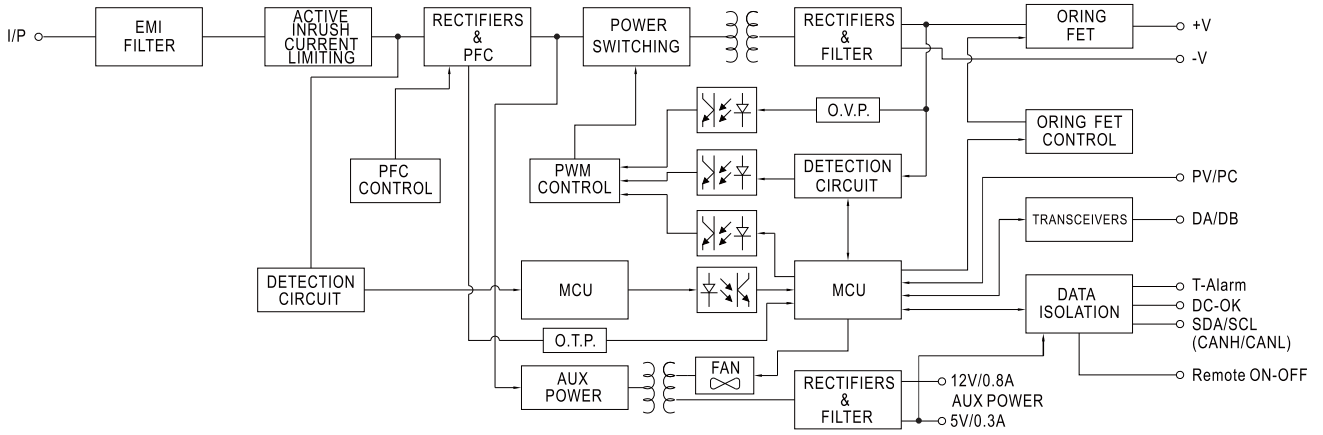 I/P
EMI
FILTER
ACTIVE
INRUSH
CURRENT
LIMITING
RECTIFIERS
&
PFC
POWER
SWITCHING
RECTIFIERS
&
FILTER
ORING
FET
+V
-V
O.V.P.
ORING FET
CONTROL
PFC
CONTROL
PWM
CONTROL
DETECTION
CIRCUIT
PV/PC
TRANSCEIVERS
DA/DB
DETECTION
CIRCUIT
MCU
MCU
DATA
ISOLATION
T-Alarm
DC-OK
SDA/SCL
(CANH/CANL)
O.T.P.
AUX
POWER
FAN
RECTIFIERS
&
FILTER
12V/0.8A
AUX POWER
5V/0.3A
Remote ON-OFF